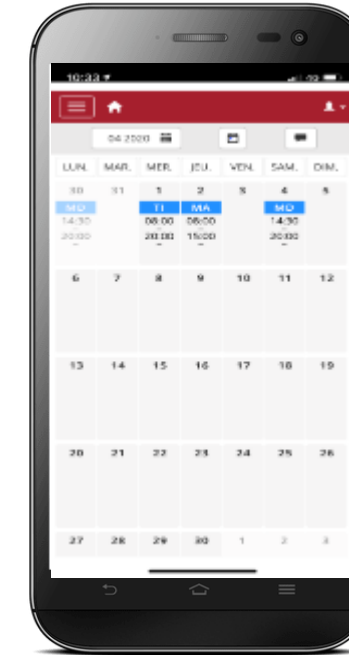 10:33
04.2020
LUN. MAR. MER. JEU. VEN. SAM. DIM.
30 31 1 2 3 4 5
MO TI MA MO
14:30 08:00 08:00 14:30
20:00 20:00 15:00 20:00
6 7 8 9 10 11 12
13 14 15 16 17 18 19
20 21 22 23 24 25 26
27 28 29 30 1 2 3